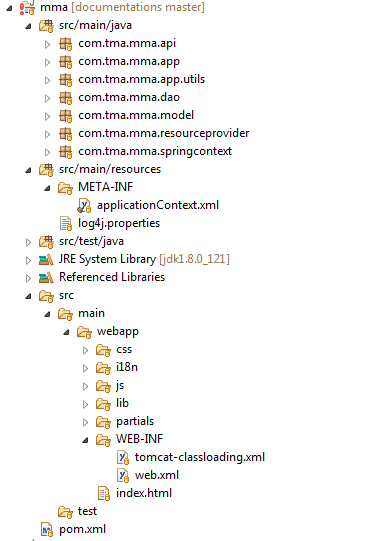 mma [documentations master]
src/main/java
com.tma.mma.api
com.tma.mma.app
com.tma.mma.app.utils
com.tma.mma.dao
com.tma.mma.model
com.tma.mma.resourceprovider
com.tma.mma.springcontext
src/main/resources
META-INF
applicationContext.xml
log4j.properties
src/test/java
JRE System Library [jdk1.8.0_121]
Referenced Libraries
src
main
webapp
css
i18n
js
lib
partials
WEB-INF
tomcat-classloading.xml
web.xml
index.html
test
pom.xml